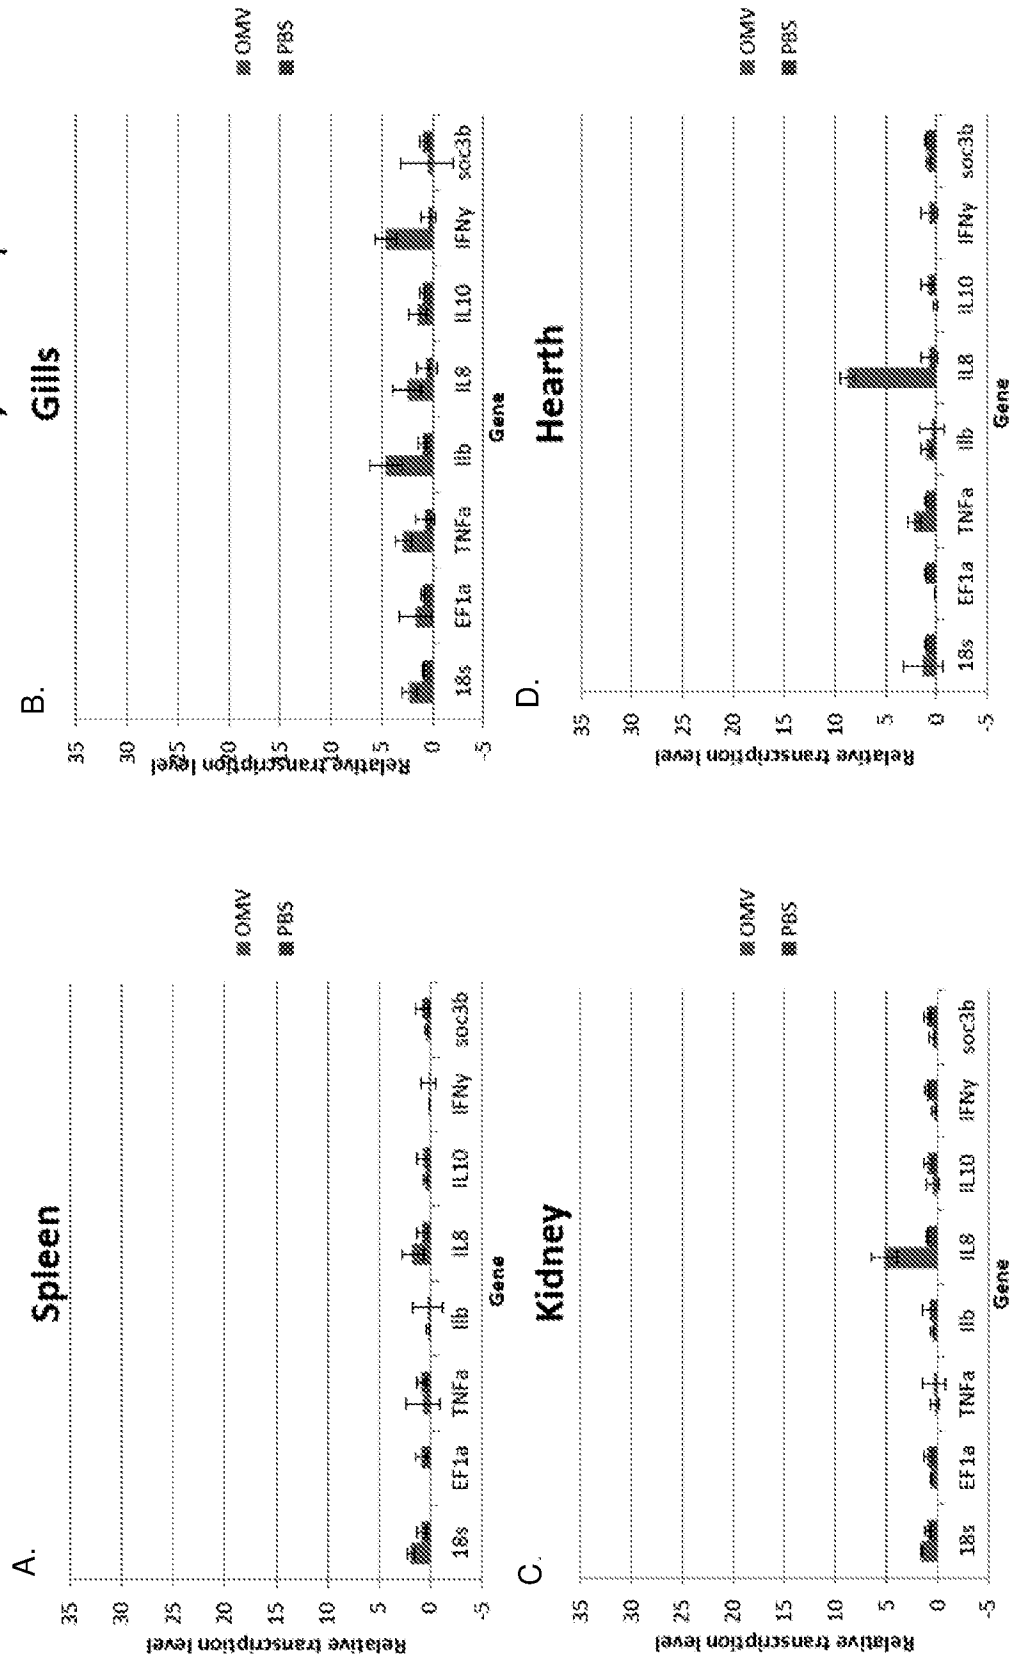 A.
Spleen
35
30
25
20
15
10
5
0
-5
Relative transcription level
18s EF1a TNFa IIb IL8 IL10 IFNγ soc3b
Gene
OMV
PBS
B.
Gills
35
30
25
20
15
10
5
0
-5
Relative transcription level
18s EF1a TNFa IIb IL8 IL10 IFNγ soc3b
Gene
OMV
PBS
C.
Kidney
35
30
25
20
15
10
5
0
-5
Relative transcription level
18s EF1a TNFa IIb IL8 IL10 IFNγ soc3b
Gene
OMV
PBS
D.
Hearth
35
30
25
20
15
10
5
0
-5
Relative transcription level
18s EF1a TNFa IIb IL8 IL10 IFNγ soc3b
Gene
OMV
PBS